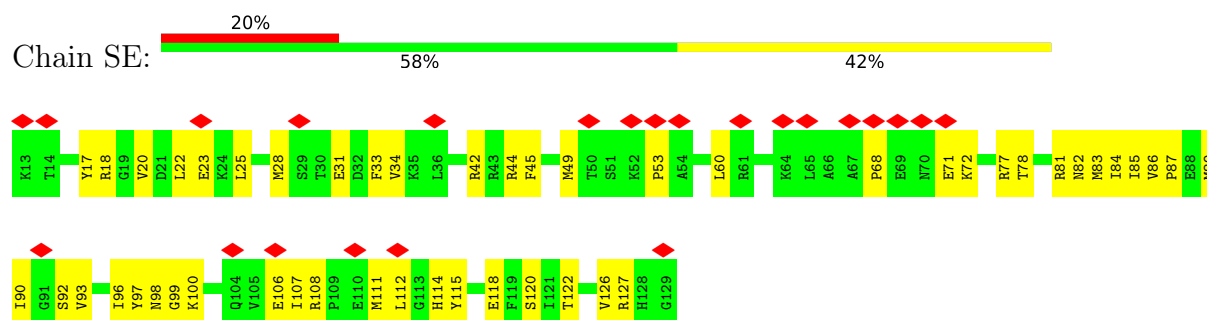 20%
Chain SE:
58% 42%
K13 T14 Y17 R18 G19 V20 D21 L22 E23 K24 L25 M28 S29 T30 E31 D32 F33 V34 K35 L36 R42 R43 R44 F45 M49 T50 S51 K52 P53 A54 L60 R61 K64 L65 A66 A67 P68 E69 N70 E71 K72 R77 T78 R81 N82 M83 I84 I85 V86 P87 E88
I90 G91 S92 V93 I96 Y97 N98 G99 K100 Q104 V105 E106 I107 R108 P109 E110 M111 L112 G113 H114 Y115 E118 F119 S120 I121 T122 V126 R127 H128 G129